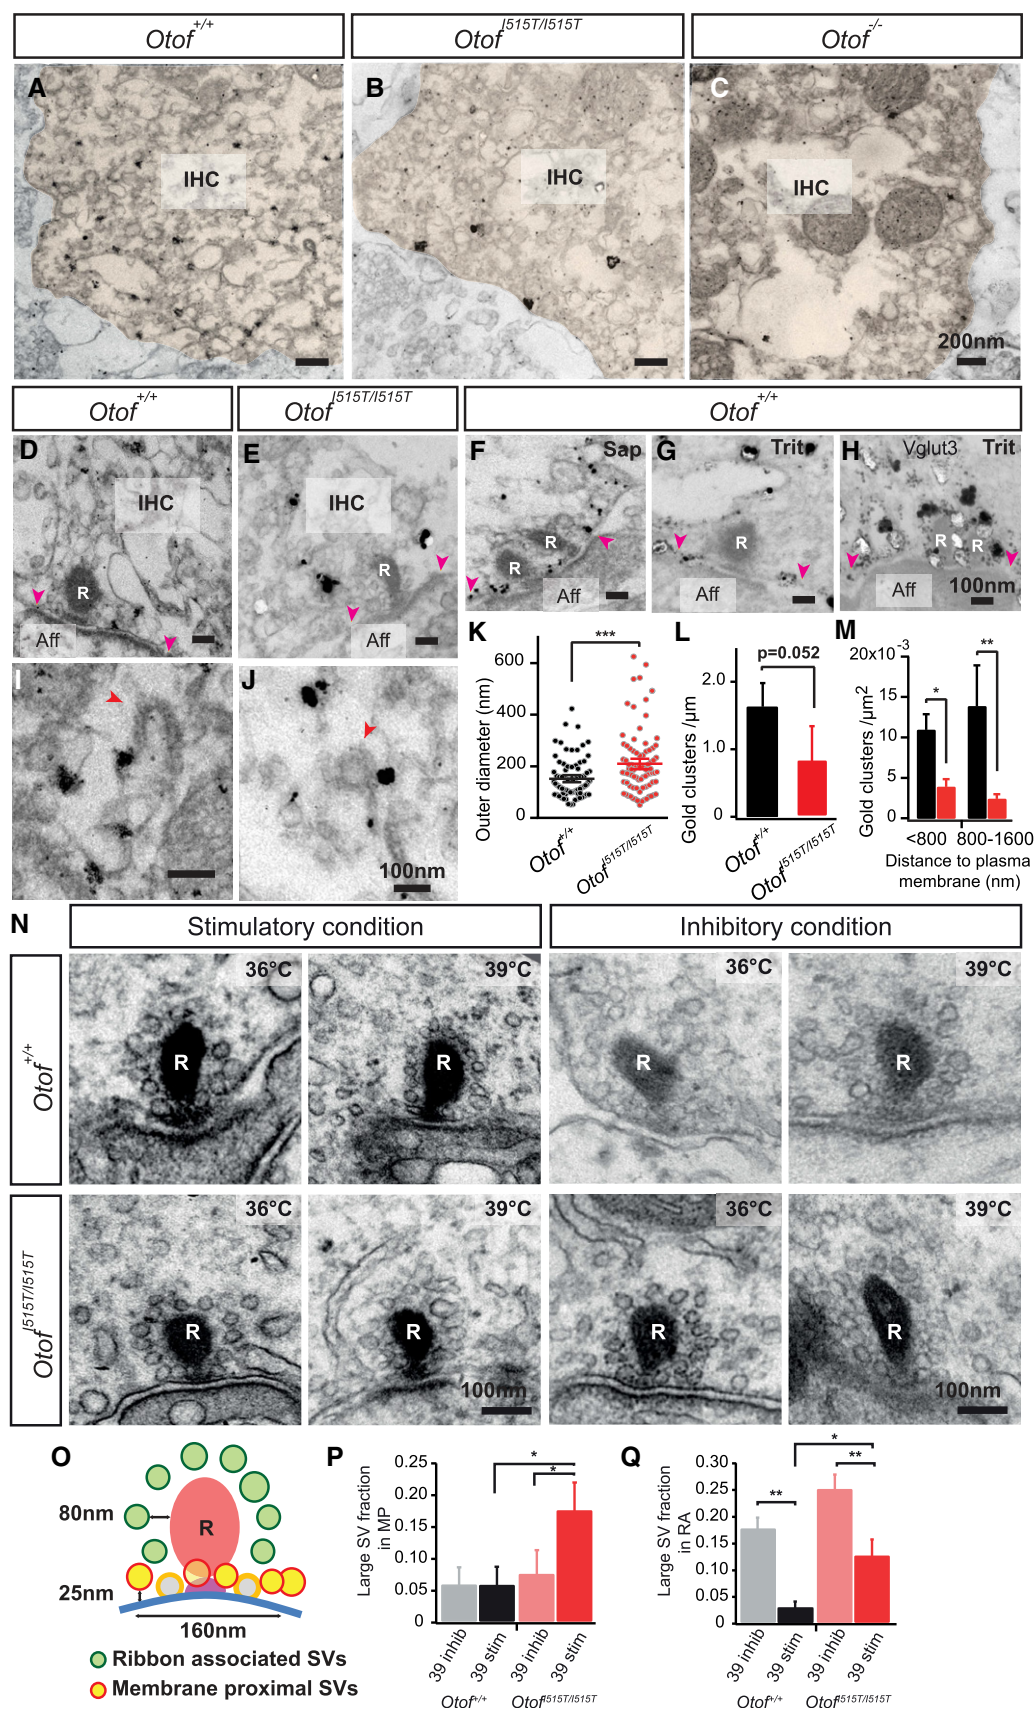 Otof+/+
OtofI515T/I515T
Otof-/-
A
B
C
IHC
IHC
IHC
200nm
Otof+/+
OtofI515T/I515T
Otof+/+
D
E
F
Sap
G
Trit
H
Vglut3
Trit
IHC
IHC
R
R
R
R
R
R
R
Aff
Aff
Aff
Aff
Aff
100nm
I
J
100nm
K
***
Outer diameter (nm)
600
400
200
0
Otof+/+
OtofI515T/I515T
L
p=0.052
Gold clusters /µm
2.0
1.0
0
Otof+/+
OtofI515T/I515T
M
20x10-3
**
*
Gold clusters /µm2
15
10
5
0
<800
800-1600
Distance to plasma
membrane (nm)
N
Stimulatory condition
Inhibitory condition
Otof+/+
36°C
39°C
36°C
39°C
R
R
R
R
OtofI515T/I515T
36°C
39°C
36°C
39°C
R
R
R
R
100nm
100nm
O
80nm
R
25nm
160nm
Ribbon associated SVs
Membrane proximal SVs
P
Large SV fraction
in MP
0.25
0.20
0.15
0.10
0.05
0
*
*
39 inhib
39 stim
39 inhib
39 stim
Otof+/+
OtofI515T/I515T
Q
Large SV fraction
in RA
0.30
0.25
0.20
0.15
0.10
0.05
0
*
**
**
39 inhib
39 stim
39 inhib
39 stim
Otof+/+
OtofI515T/I515T